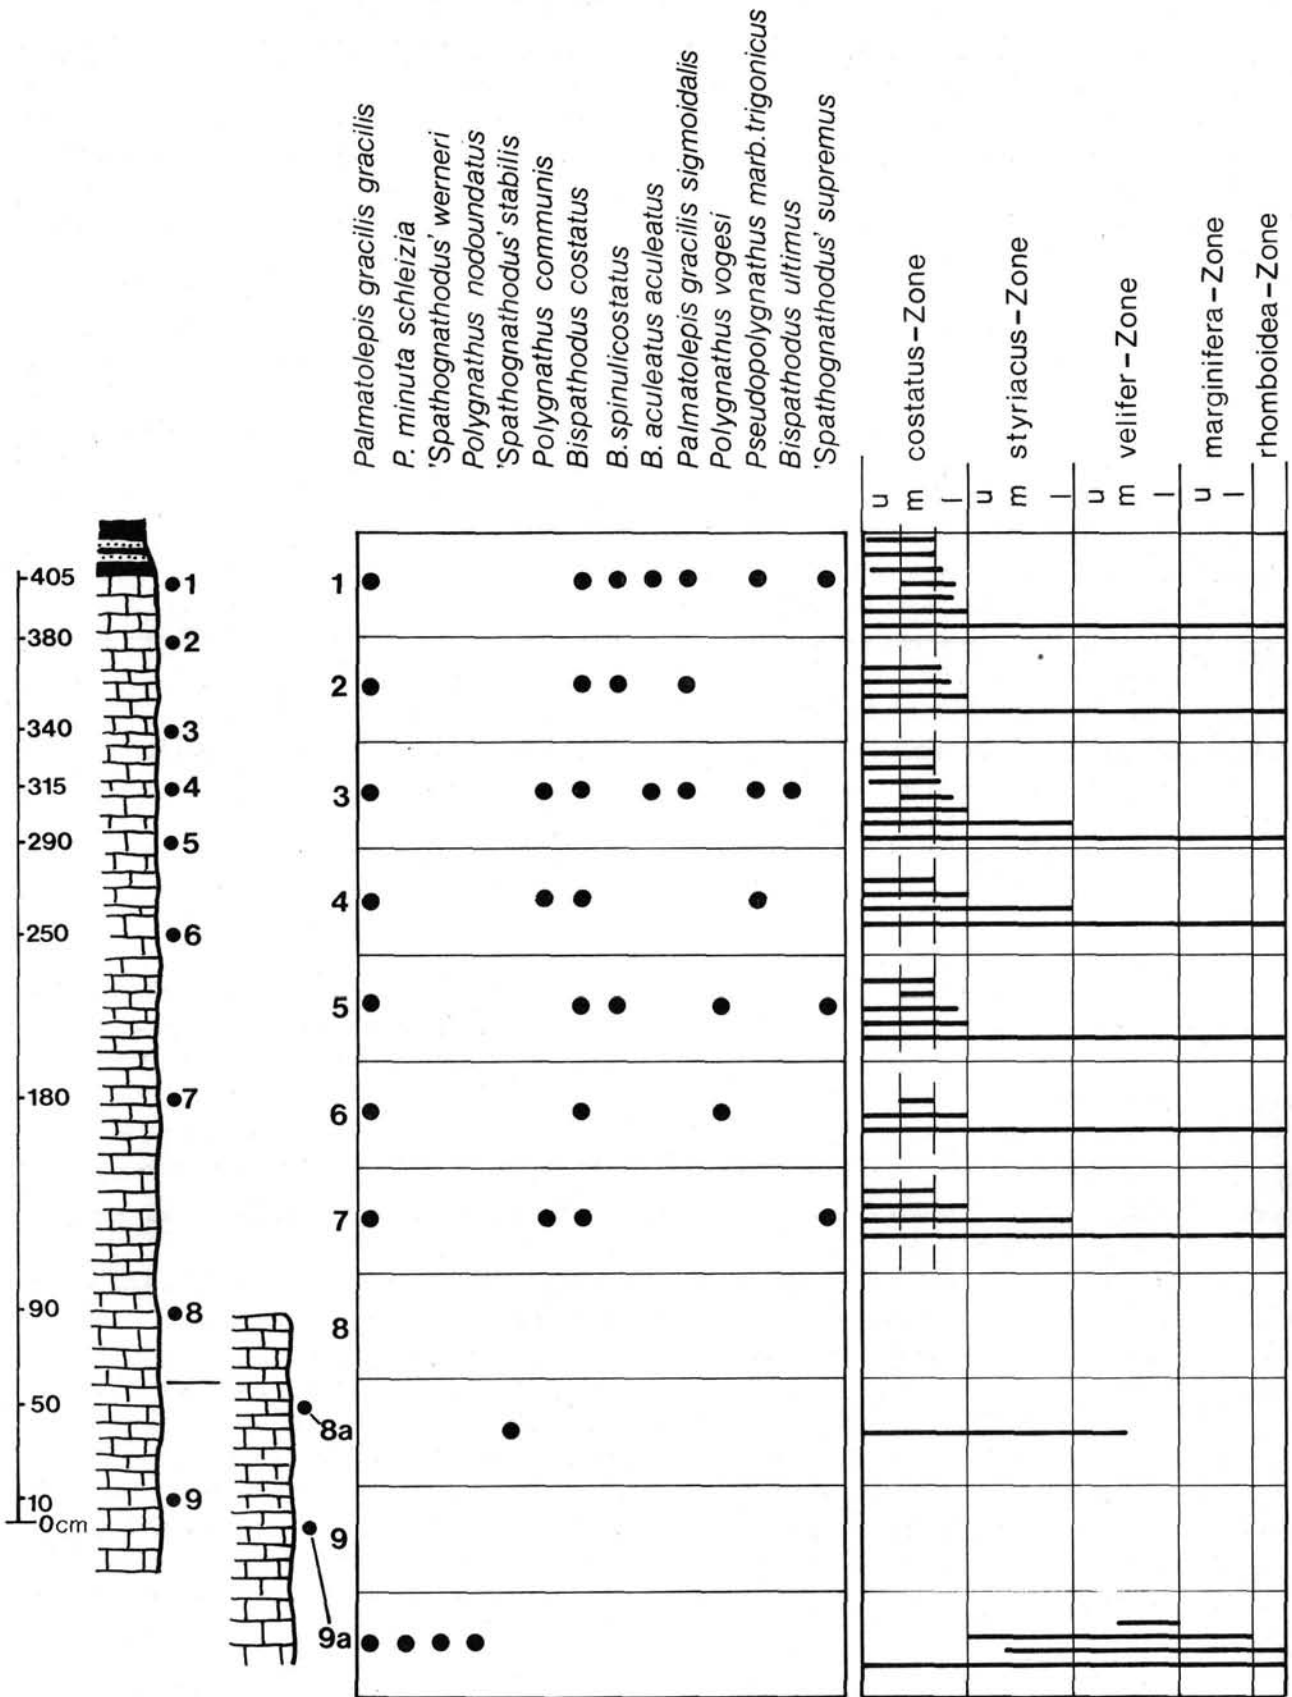 Palmatolepis gracilis gracilis
P. minuta schleizia
'Spathognathodus' werneri
Polygnathus nodoundatus
'Spathognathodus' stabilis
Polygnathus communis
Bispathodus costatus
B. spinulicostatus
B. aculeatus aculeatus
Palmatolepis gracilis sigmoidalis
Polygnathus vogesi
Pseudopolygnathus marb. trigonicus
Bispathodus ultimus
'Spathognathodus' supremus
costatus-Zone
styriacus-Zone
velifer-Zone
marginifera-Zone
rhomboidea-Zone
u m l u m l u m l u l
405
380
340
315
290
250
180
90
50
10
0cm
1
2
3
4
5
6
7
8
9
1
2
3
4
5
6
7
8
8a
9
9a